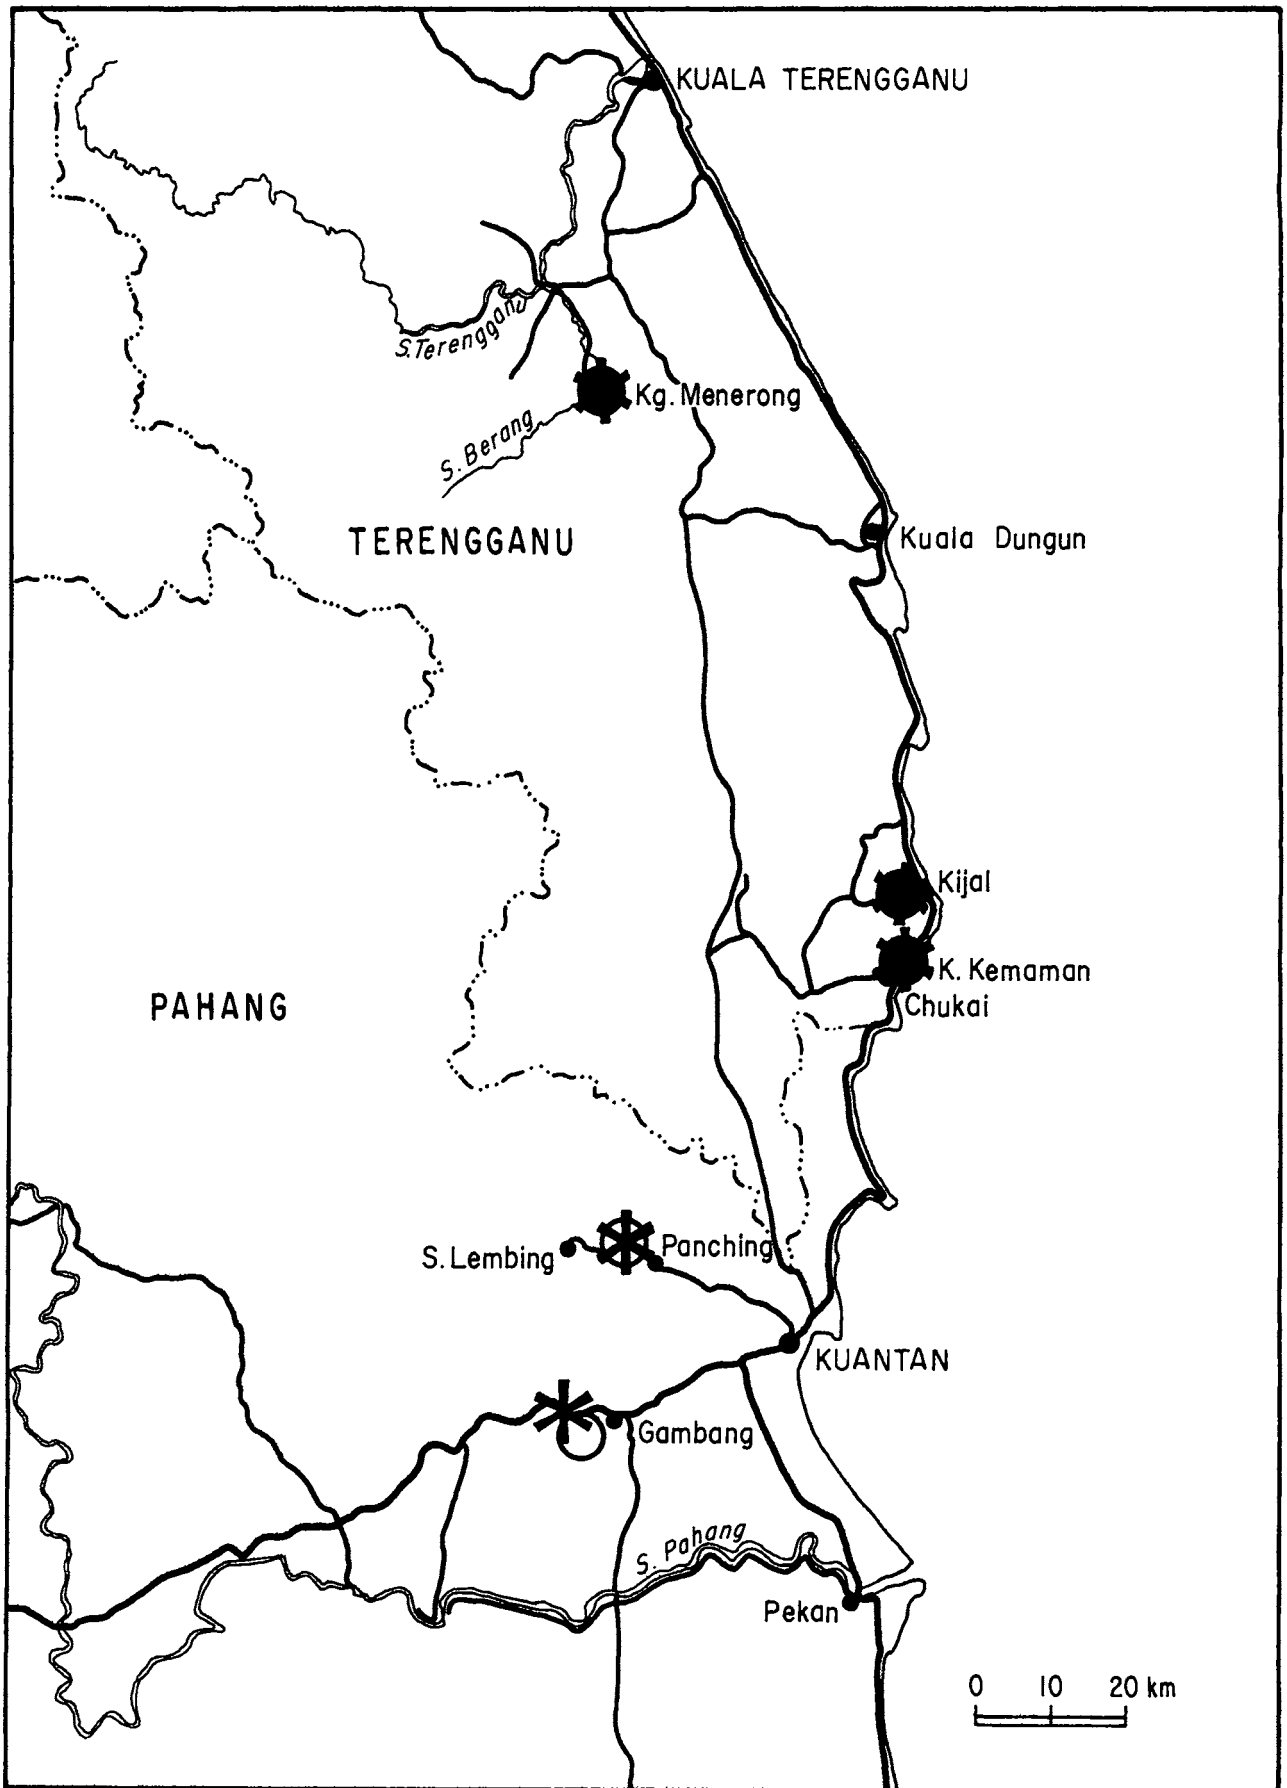 KUALA TERENGGANU
S. Terengganu
Kg. Menerong
S. Berang
TERENGGANU
Kuala Dungun
Kijal
K. Kemaman
Chukai
PAHANG
S. Lembing
Panching
KUANTAN
Gambang
S. Pahang
Pekan
0 10 20 km